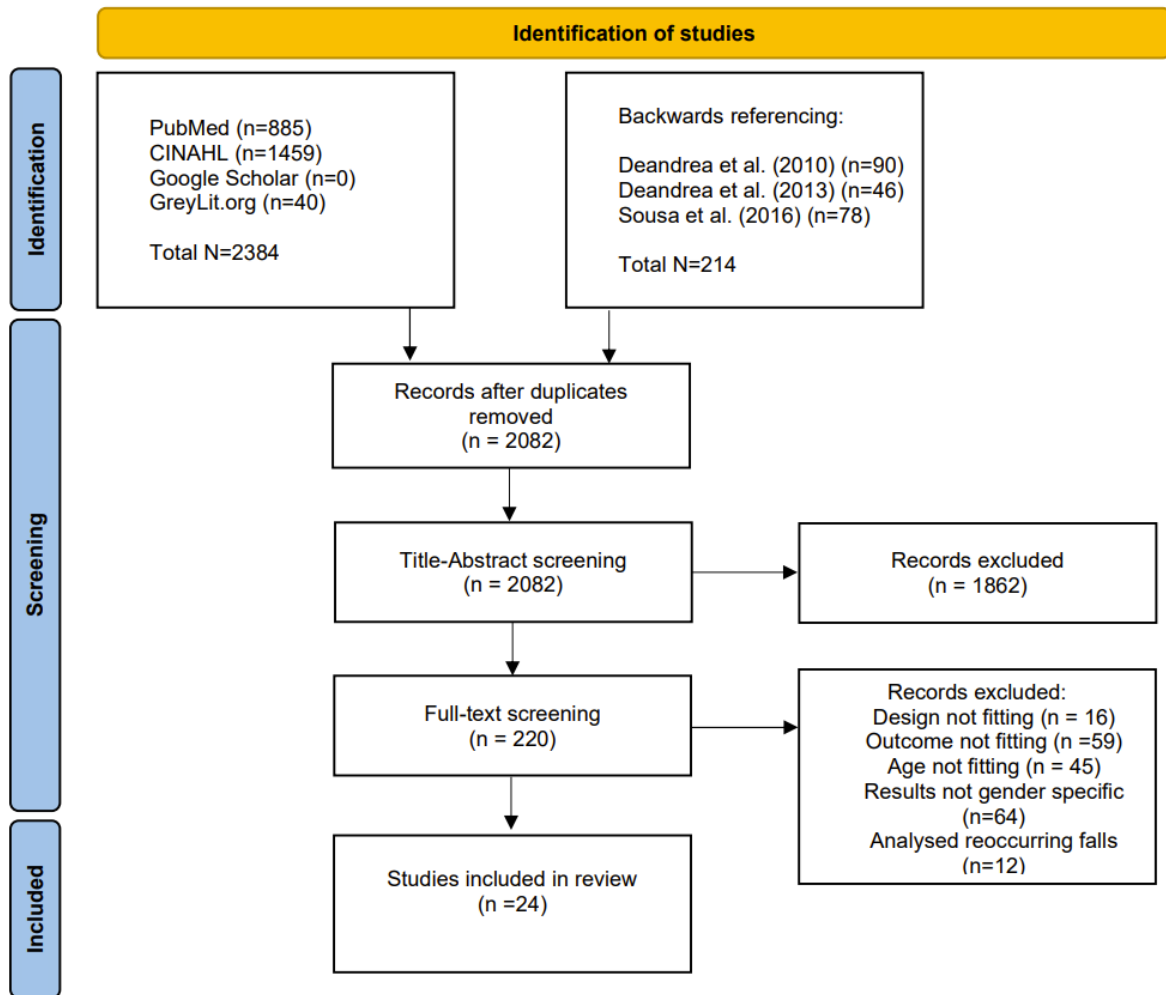 Identification of studies
Identification
PubMed (n=885)
CINAHL (n=1459)
Google Scholar (n=0)
GreyLit.org (n=40)
Total N=2384
Backwards referencing:
Deandrea et al. (2010) (n=90)
Deandrea et al. (2013) (n=46)
Sousa et al. (2016) (n=78)
Total N=214
Screening
Records after duplicates
removed
(n = 2082)
Title-Abstract screening
(n = 2082)
Records excluded
(n = 1862)
Full-text screening
(n = 220)
Records excluded:
Design not fitting (n = 16)
Outcome not fitting (n =59)
Age not fitting (n = 45)
Results not gender specific
(n=64)
Analysed reoccurring falls
(n=12)
Included
Studies included in review
(n =24)